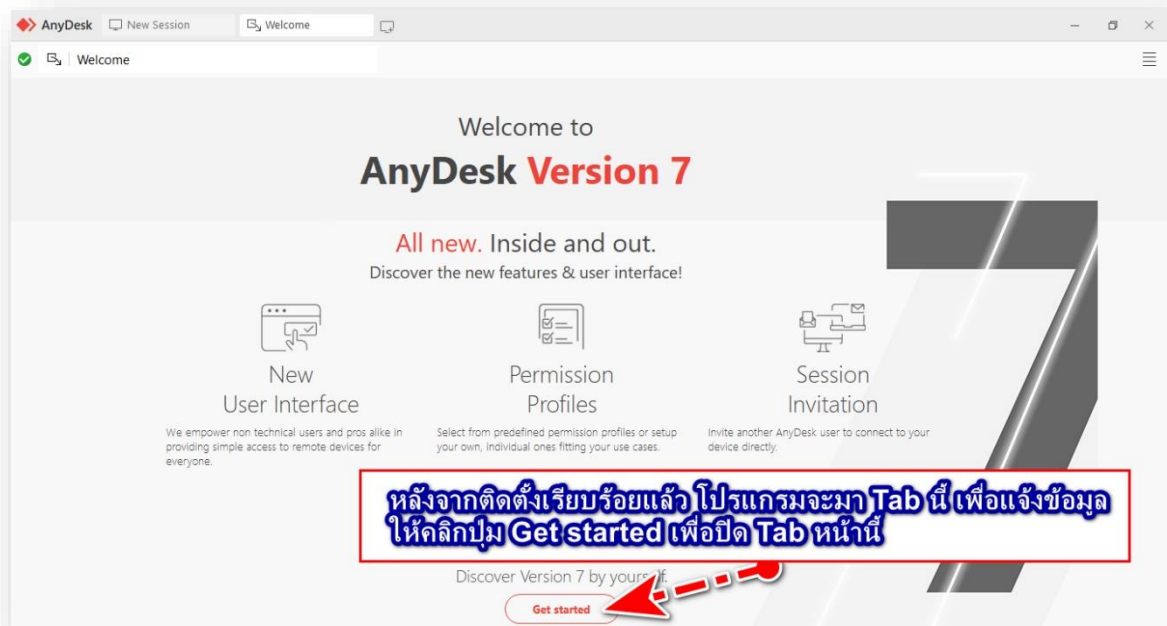 AnyDesk New Session Welcome
Welcome
Welcome to
AnyDesk Version 7
All new. Inside and out.
Discover the new features & user interface!
New
User Interface
We empower non technical users and pros alike in
providing simple access to remote devices for
everyone.
Permission
Profiles
Select from predefined permission profiles or setup
your own, individual ones fitting your use cases.
Session
Invitation
Invite another AnyDesk user to connect to your
device directly.
หลังจากติดตั้งเรียบร้อยแล้ว โปรแกรมจะมา Tab นี้ เพื่อแจ้งข้อมูล
ให้คลิกปุ่ม Get started เพื่อปิด Tab หน้านี้
Discover Version 7 by yourself.
Get started
7